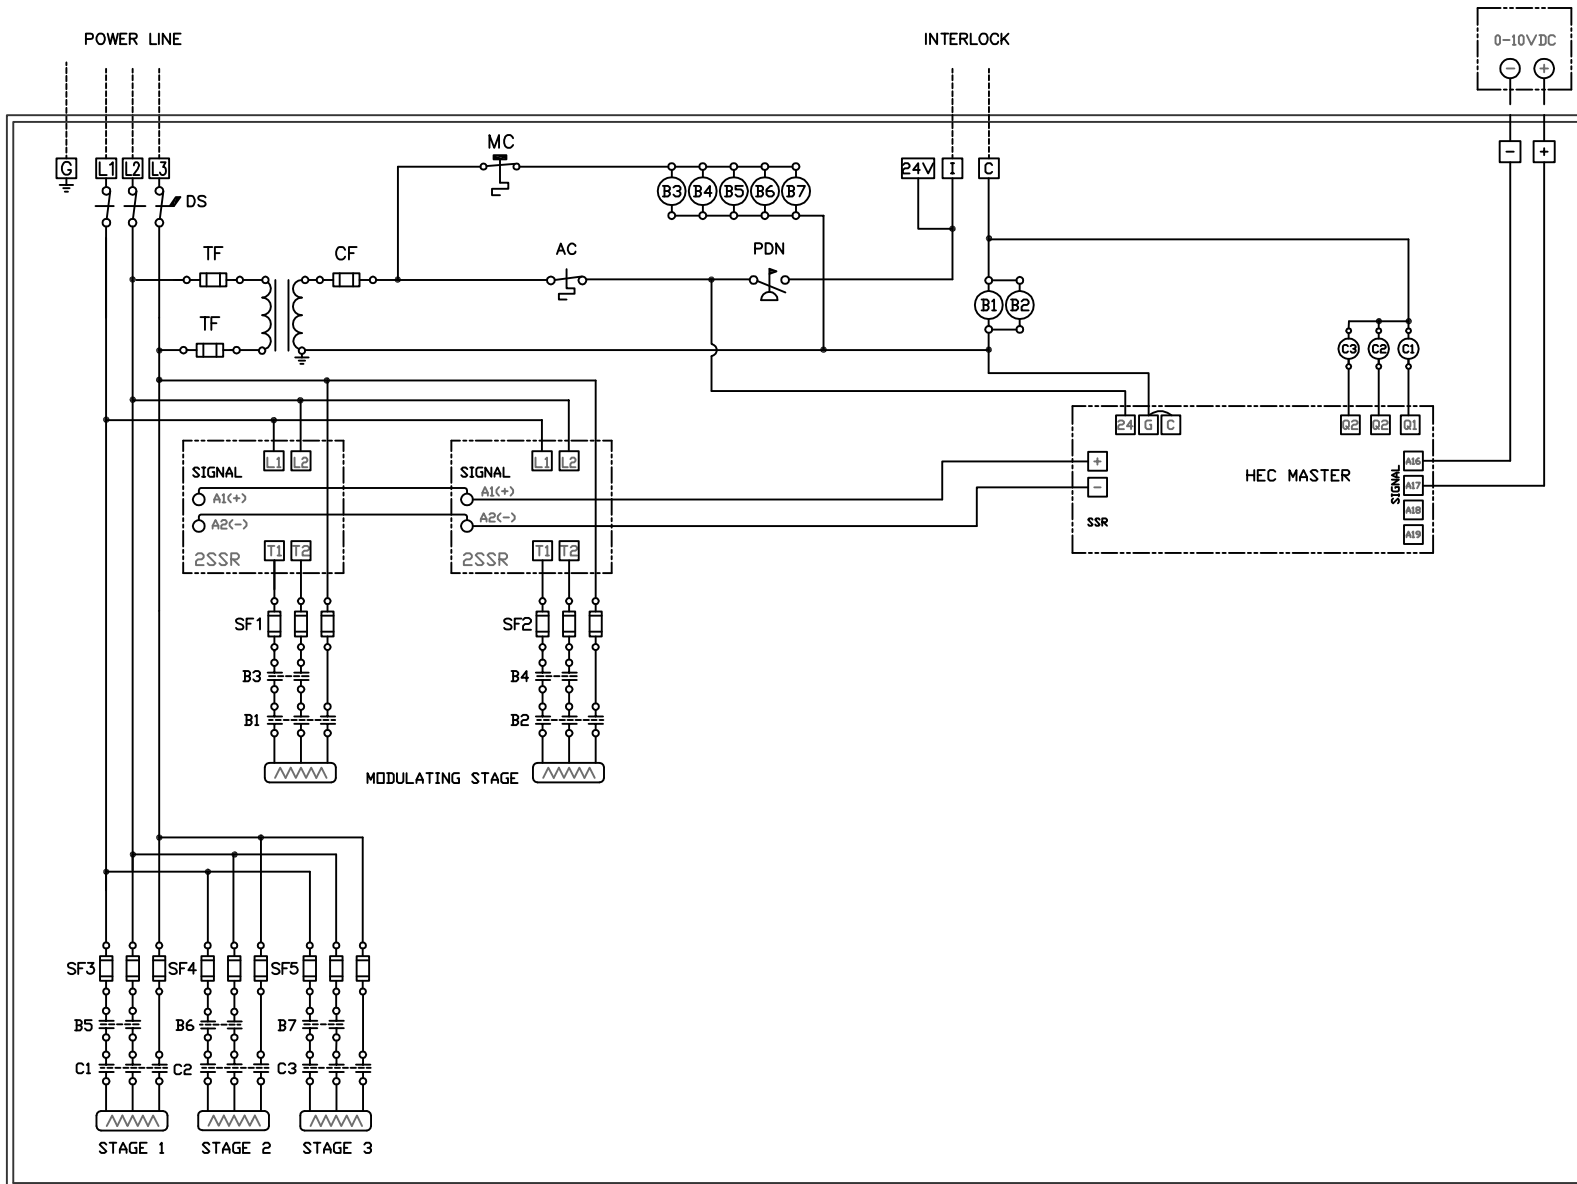 POWER LINE
INTERLOCK
0-10VDC
− +
G L1 L2 L3
DS
MC
B3 B4 B5 B6 B7
24V I C
- +
TF
CF
AC
PDN
B1 B2
TF
C3 C2 C1
24 G C
Q2 Q2 Q1
L1 L2
L1 L2
SIGNAL
SIGNAL
A1(+)
A1(+)
A2(-)
A2(-)
T1 T2
T1 T2
2SSR
2SSR
+
-
SSR
HEC MASTER
SIGNAL
A16
A17
A18
A19
SF1
SF2
B3
B4
B1
B2
MODULATING STAGE
SF3
SF4
SF5
B5
B6
B7
C1
C2
C3
STAGE 1
STAGE 2
STAGE 3